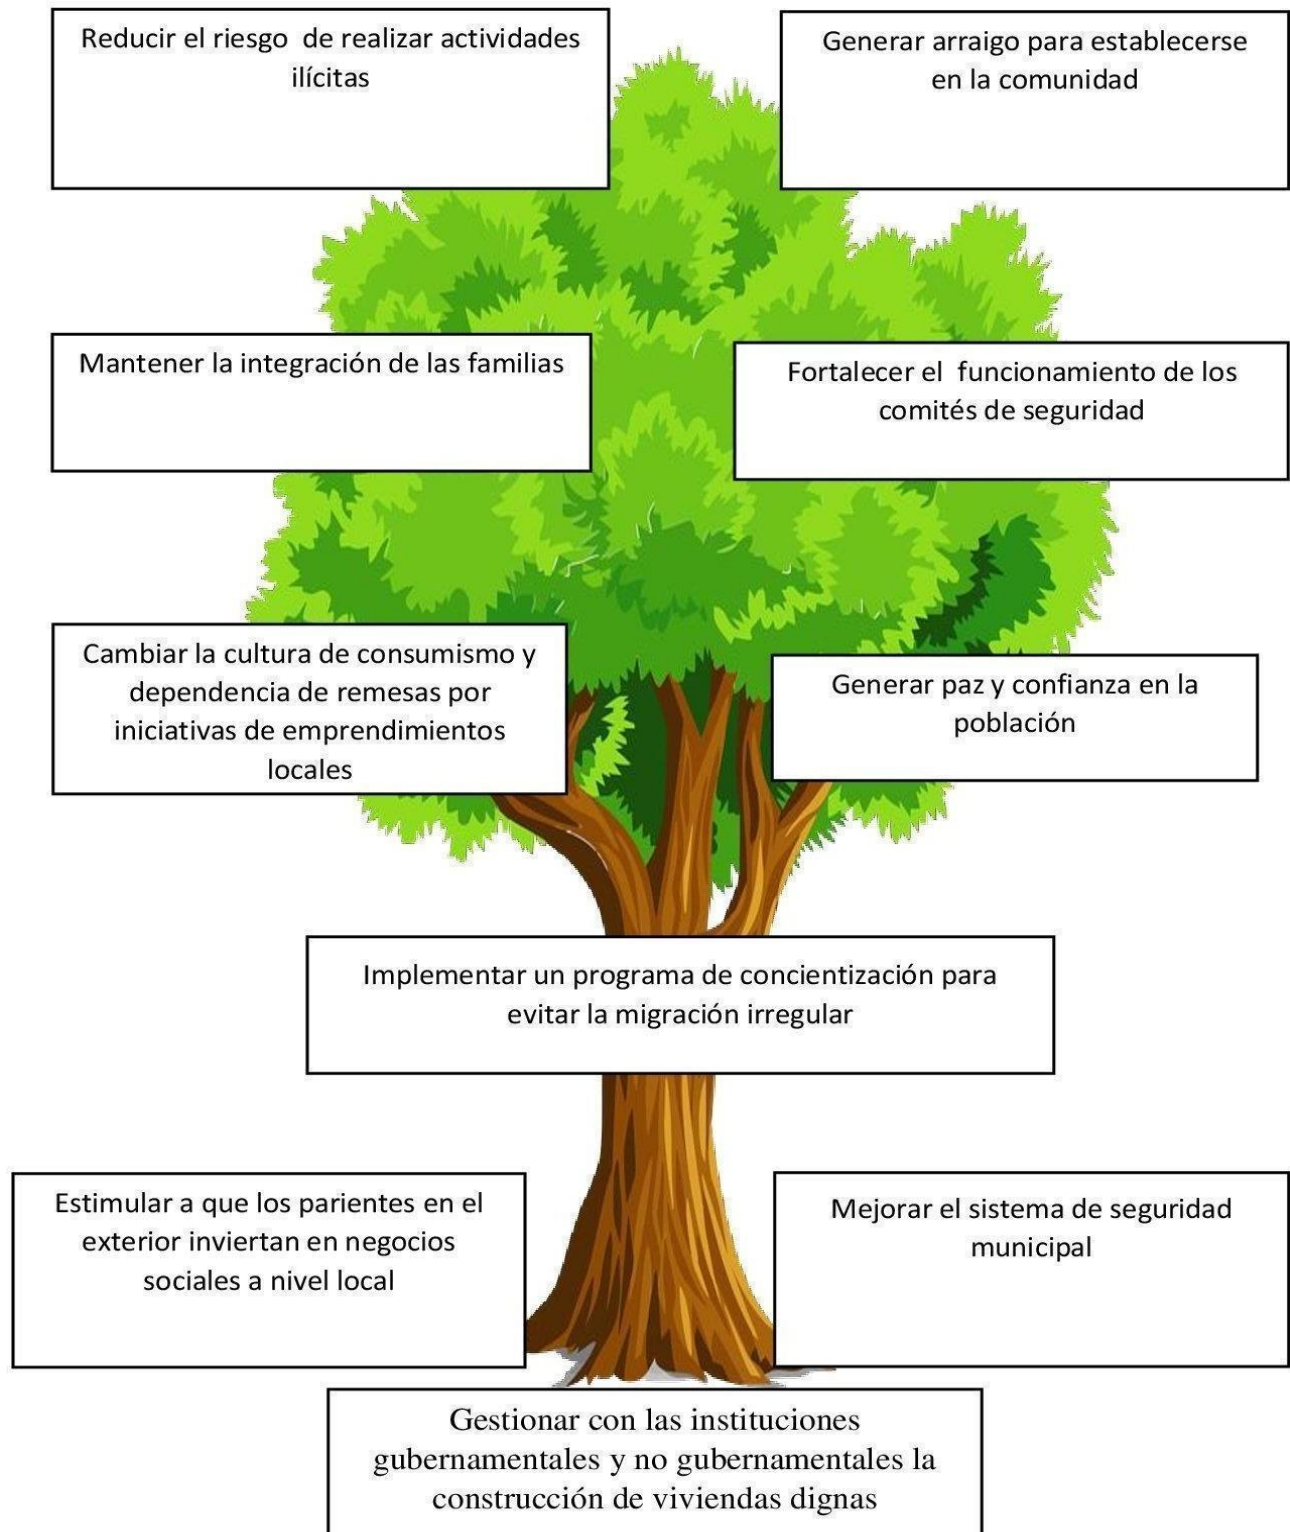 Reducir el riesgo  de realizar actividades
ilícitas
Generar arraigo para establecerse
en la comunidad
Mantener la integración de las familias
Fortalecer el  funcionamiento de los
comités de seguridad
Cambiar la cultura de consumismo y
dependencia de remesas por
iniciativas de emprendimientos
locales
Generar paz y confianza en la
población
Implementar un programa de concientización para
evitar la migración irregular
Estimular a que los parientes en el
exterior inviertan en negocios
sociales a nivel local
Mejorar el sistema de seguridad
municipal
Gestionar con las instituciones
gubernamentales y no gubernamentales la
construcción de viviendas dignas